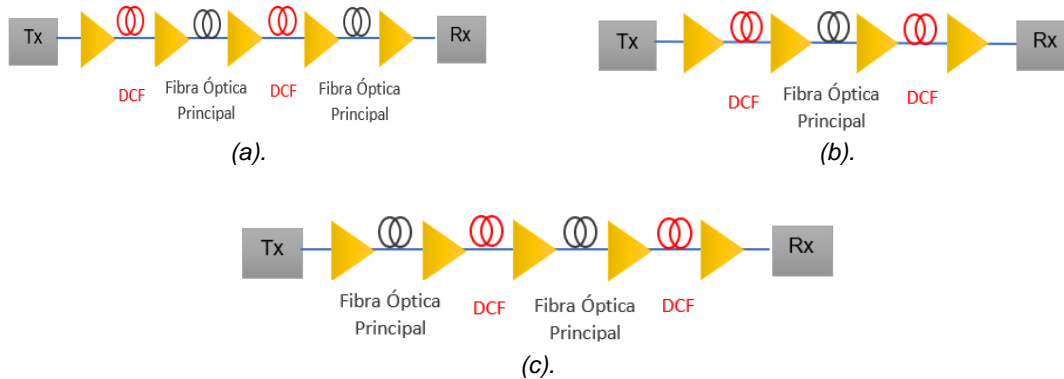 Tx
Rx
DCF
Fibra Óptica
Principal
DCF
Fibra Óptica
Principal
(a).
Tx
Rx
DCF
Fibra Óptica
Principal
DCF
(b).
Tx
Rx
Fibra Óptica
Principal
DCF
Fibra Óptica
Principal
DCF
(c).